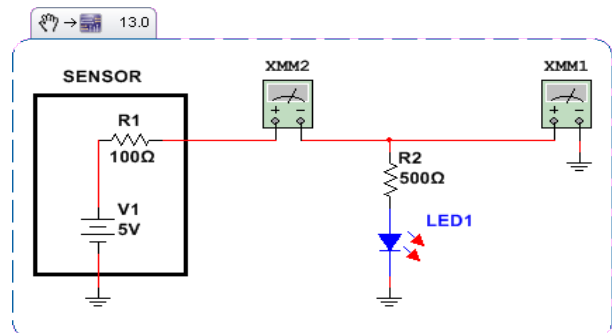 13.0
SENSOR
XMM2
XMM1
R1
100Ω
R2
500Ω
V1
5V
LED1